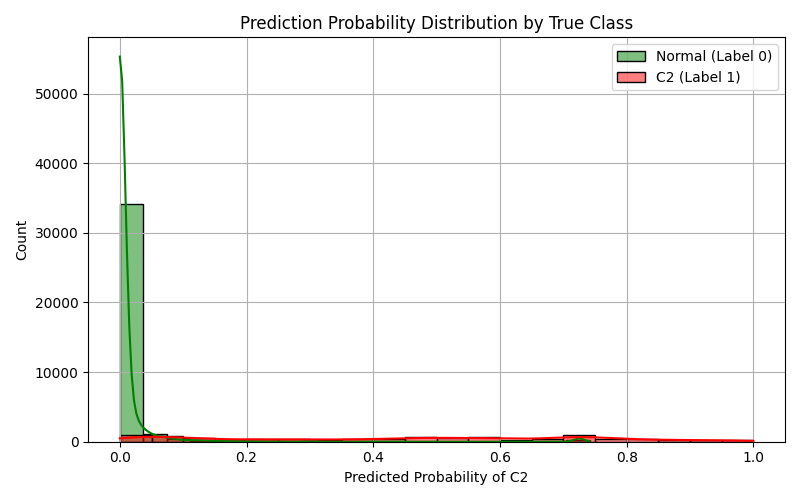 Prediction Probability Distribution by True Class
Normal (Label 0)
C2 (Label 1)
Count
50000
40000
30000
20000
10000
0
0.0 0.2 0.4 0.6 0.8 1.0
Predicted Probability of C2